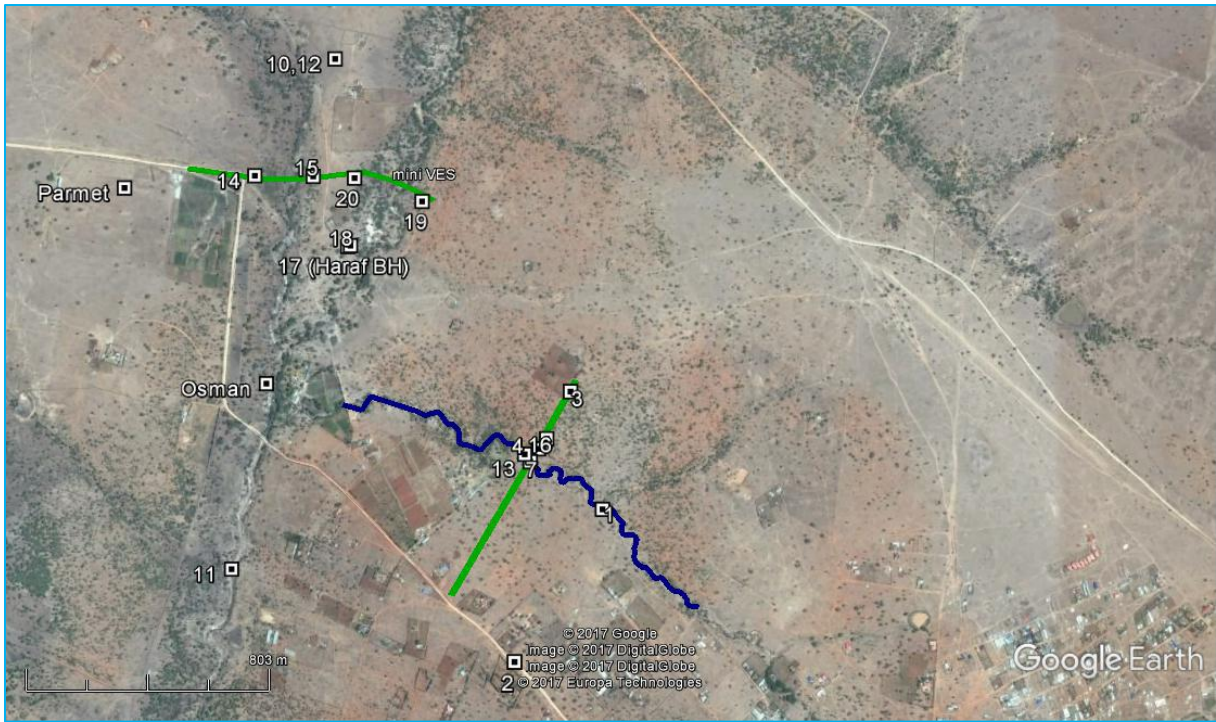 10,12
14
15
mini VES
Parmet
20
19
18
17 (Haraf BH)
Osman
3
4
16
13
7
1
11
© 2017 Google
Image © 2017 DigitalGlobe
803 m
Image © 2017 DigitalGlobe
© 2017 Europa Technologies
2
Google Earth